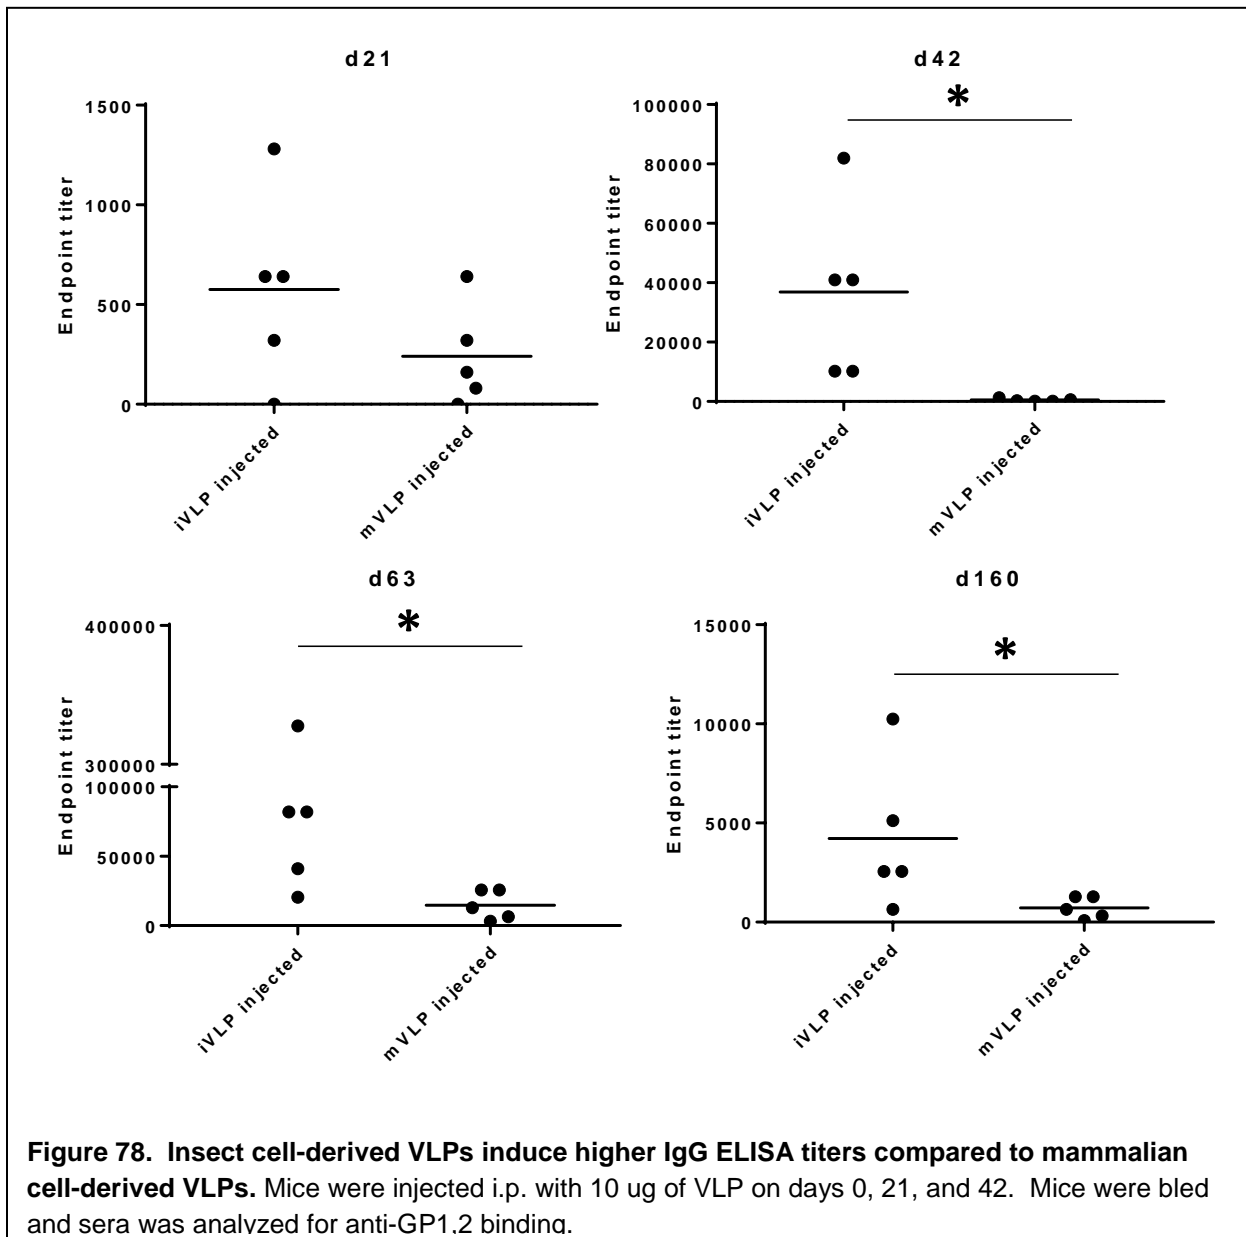 d21
1500
1000
500
0
Endpoint titer
iVLP injected
mVLP injected
d42
*
100000
80000
60000
40000
20000
0
Endpoint titer
iVLP injected
mVLP injected
d63
*
400000
300000
100000
50000
0
Endpoint titer
iVLP injected
mVLP injected
d160
*
15000
10000
5000
0
Endpoint titer
iVLP injected
mVLP injected
Figure 78. Insect cell-derived VLPs induce higher IgG ELISA titers compared to mammalian
cell-derived VLPs. Mice were injected i.p. with 10 ug of VLP on days 0, 21, and 42. Mice were bled
and sera was analyzed for anti-GP1,2 binding.